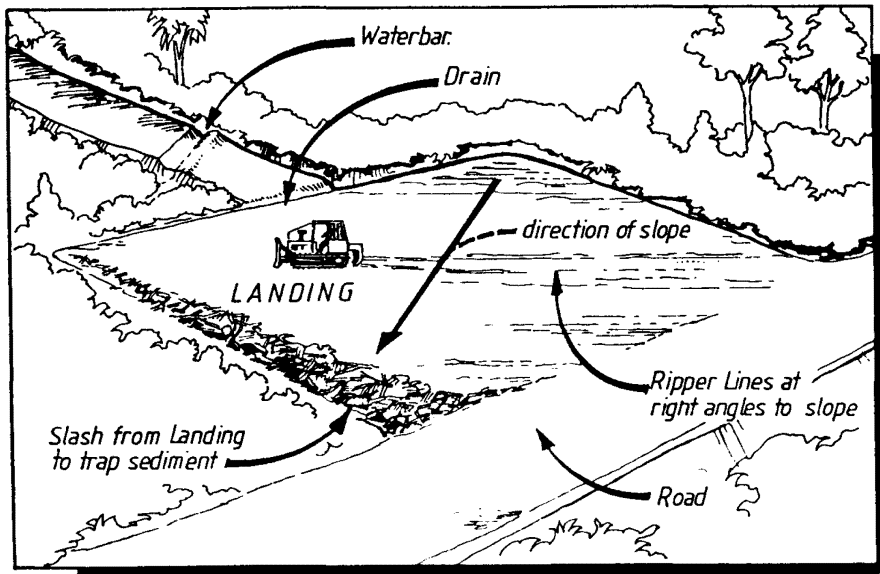 Waterbar.
Drain
direction of slope
LANDING
Ripper Lines at
right angles to slope
Slash from Landing
to trap sediment
Road